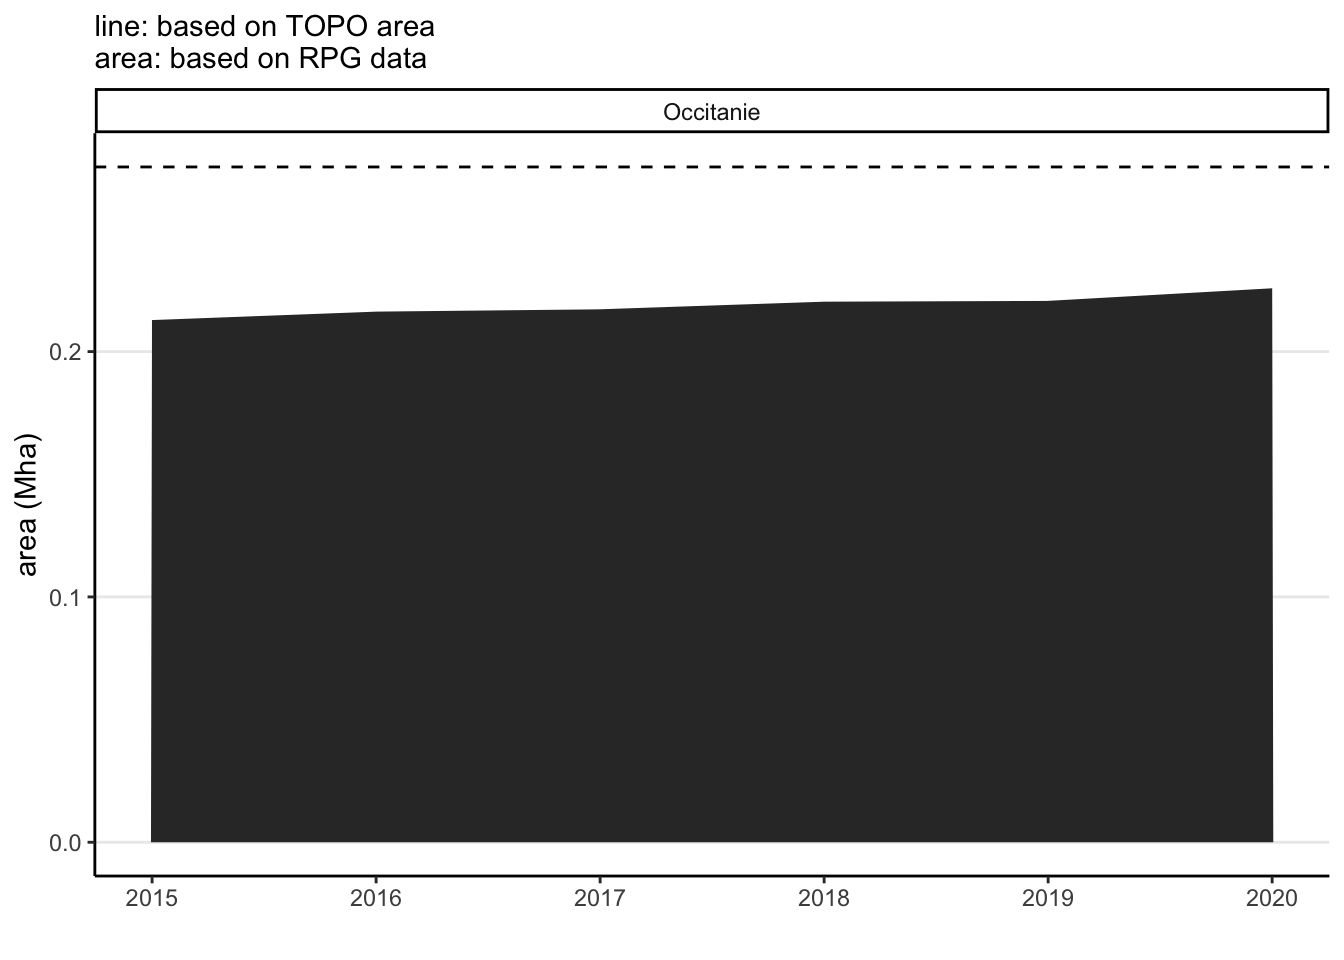 line: based on TOPO area
area: based on RPG data
Occitanie
area (Mha)
0.2
0.1
0.0
2015 2016 2017 2018 2019 2020